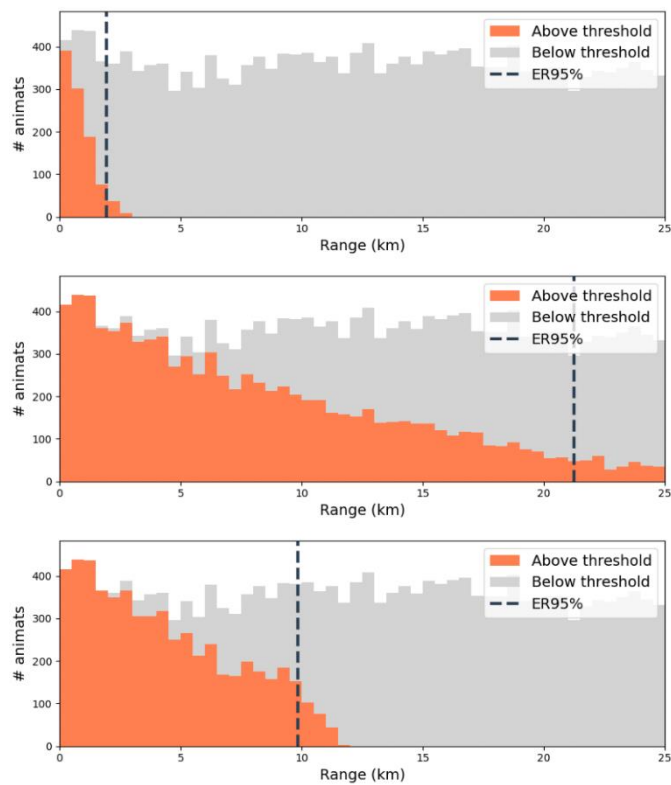 400
300
200
100
0
# animats
Above threshold
Below threshold
ER95%
0 5 10 15 20 25
Range (km)
400
300
200
100
0
# animats
Above threshold
Below threshold
ER95%
0 5 10 15 20 25
Range (km)
400
300
200
100
0
# animats
Above threshold
Below threshold
ER95%
0 5 10 15 20 25
Range (km)